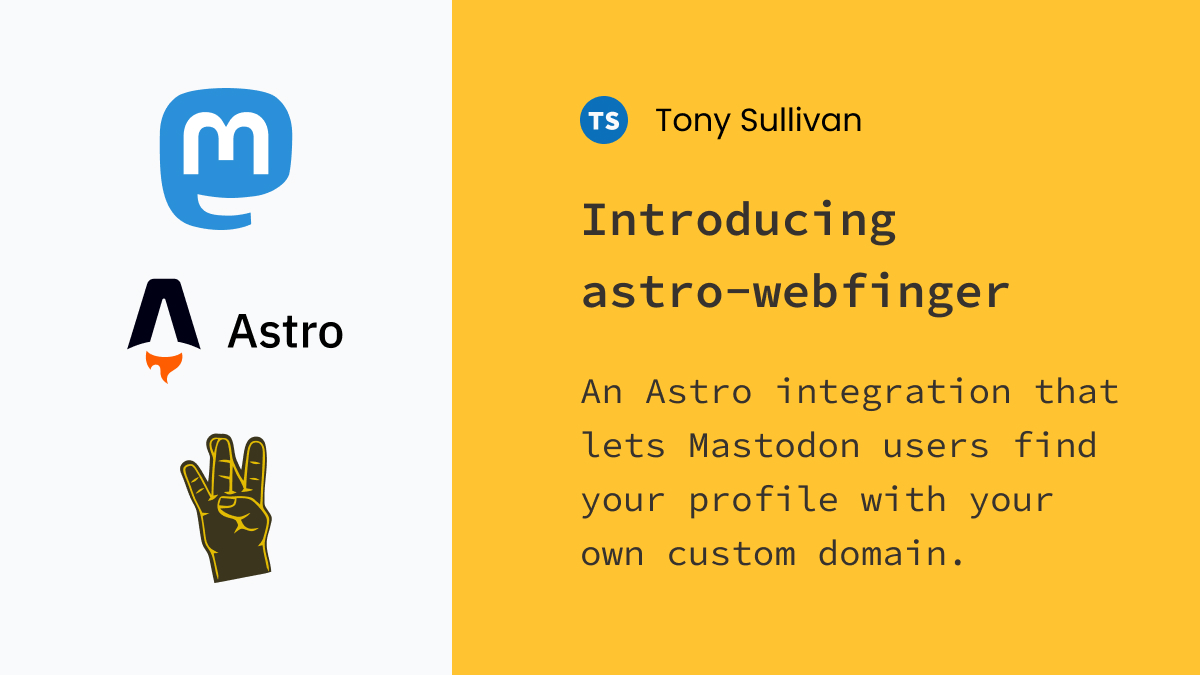 m
Astro
TS Tony Sullivan
Introducing
astro-webfinger
An Astro integration that
lets Mastodon users find
your profile with your
own custom domain.